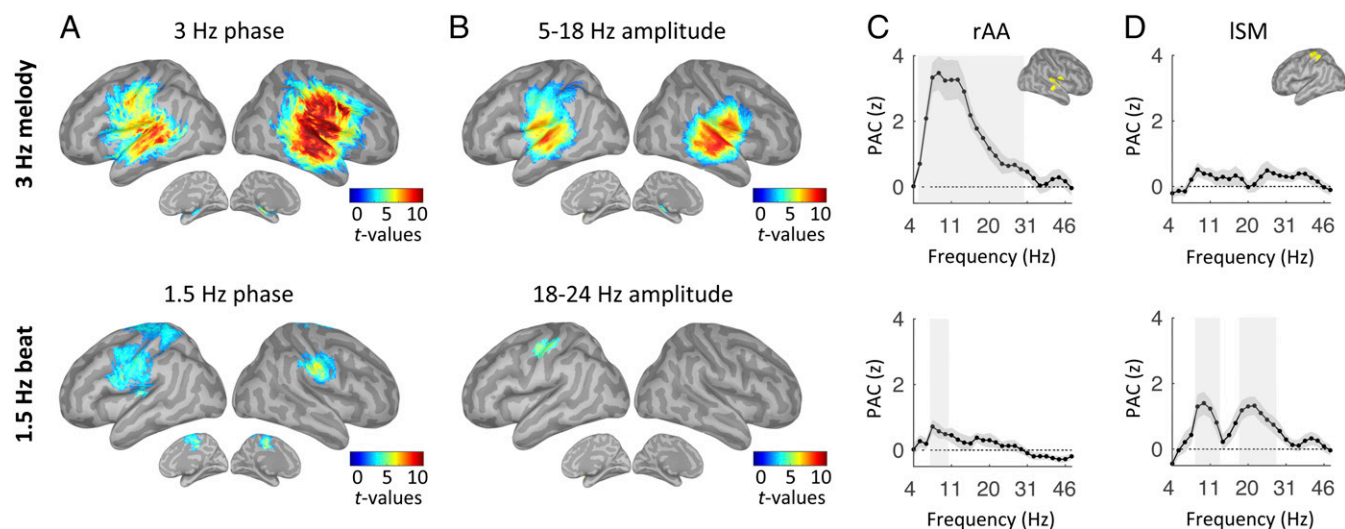 A
3 Hz phase
B
5-18 Hz amplitude
C
rAA
D
lSM
3 Hz melody
0 5 10
t-values
0 5 10
t-values
PAC (z)
4
2
0
4 11 20 31 46
Frequency (Hz)
PAC (z)
4
2
0
4 11 20 31 46
Frequency (Hz)
1.5 Hz beat
1.5 Hz phase
18-24 Hz amplitude
0 5 10
t-values
0 5 10
t-values
PAC (z)
4
2
0
4 11 20 31 46
Frequency (Hz)
PAC (z)
4
2
0
4 11 20 31 46
Frequency (Hz)